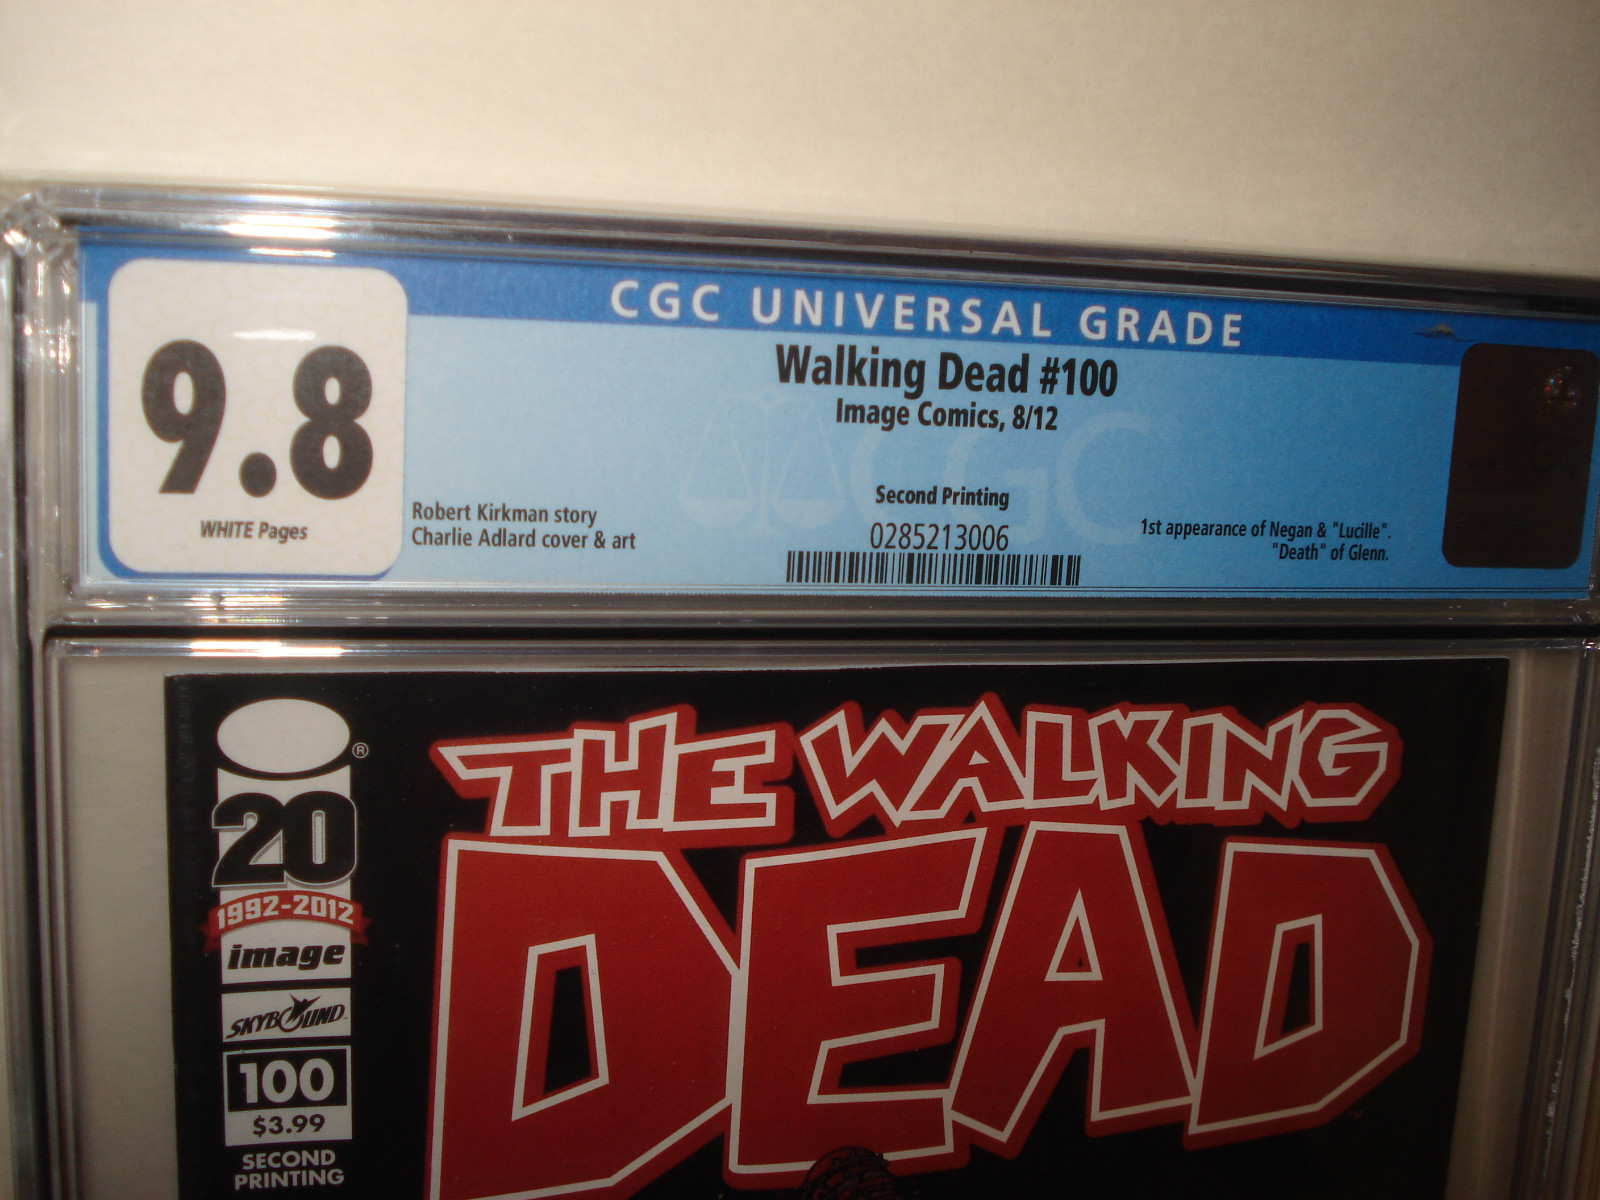 CGC UNIVERSAL GRADE
9.8
WHITE Pages
Walking Dead #100
Image Comics, 8/12
Robert Kirkman story
Charlie Adlard cover & art
Second Printing
0285213006
1st appearance of Negan & "Lucille".
"Death" of Glenn.
CGC
®
20
1992-2012
image
SKYBOUND
100
$3.99
SECOND
PRINTING
THE WALKING
DEAD
TM